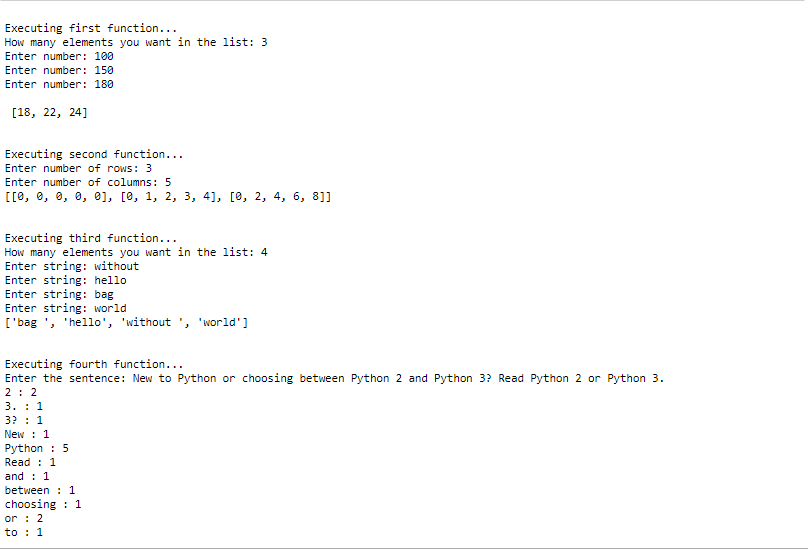 Executing first function...
How many elements you want in the list: 3
Enter number: 100
Enter number: 150
Enter number: 180
[18, 22, 24]
Executing second function...
Enter number of rows: 3
Enter number of columns: 5
[[0, 0, 0, 0, 0], [0, 1, 2, 3, 4], [0, 2, 4, 6, 8]]
Executing third function...
How many elements you want in the list: 4
Enter string: without
Enter string: hello
Enter string: bag
Enter string: world
['bag ', 'hello', 'without ', 'world']
Executing fourth function...
Enter the sentence: New to Python or choosing between Python 2 and Python 3? Read Python 2 or Python 3.
2 : 2
3. : 1
3? : 1
New : 1
Python : 5
Read : 1
and : 1
between : 1
choosing : 1
or : 2
to : 1